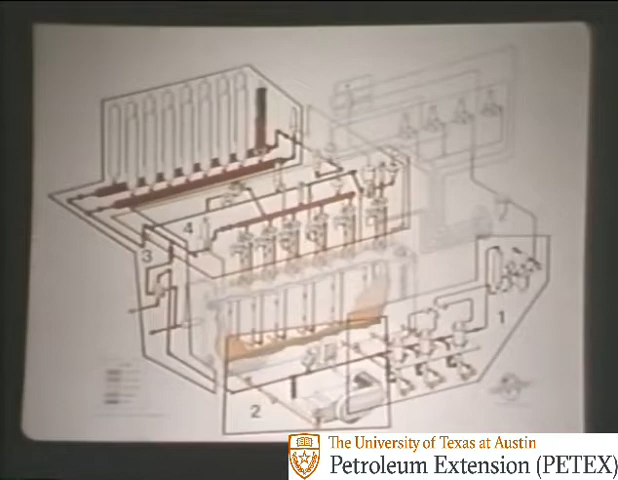 4
3
1
2
The University of Texas at Austin
Petroleum Extension (PETEX)